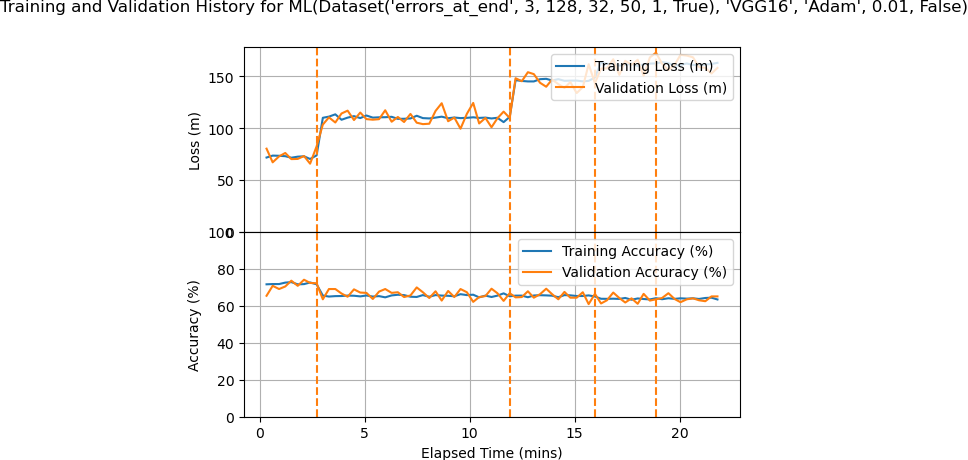 Training and Validation History for ML(Dataset('errors_at_end', 3, 128, 32, 50, 1, True), 'VGG16', 'Adam', 0.01, False)
150
100
50
0
Loss (m)
Training Loss (m)
Validation Loss (m)
100
80
60
40
20
0
Accuracy (%)
Training Accuracy (%)
Validation Accuracy (%)
0 5 10 15 20
Elapsed Time (mins)